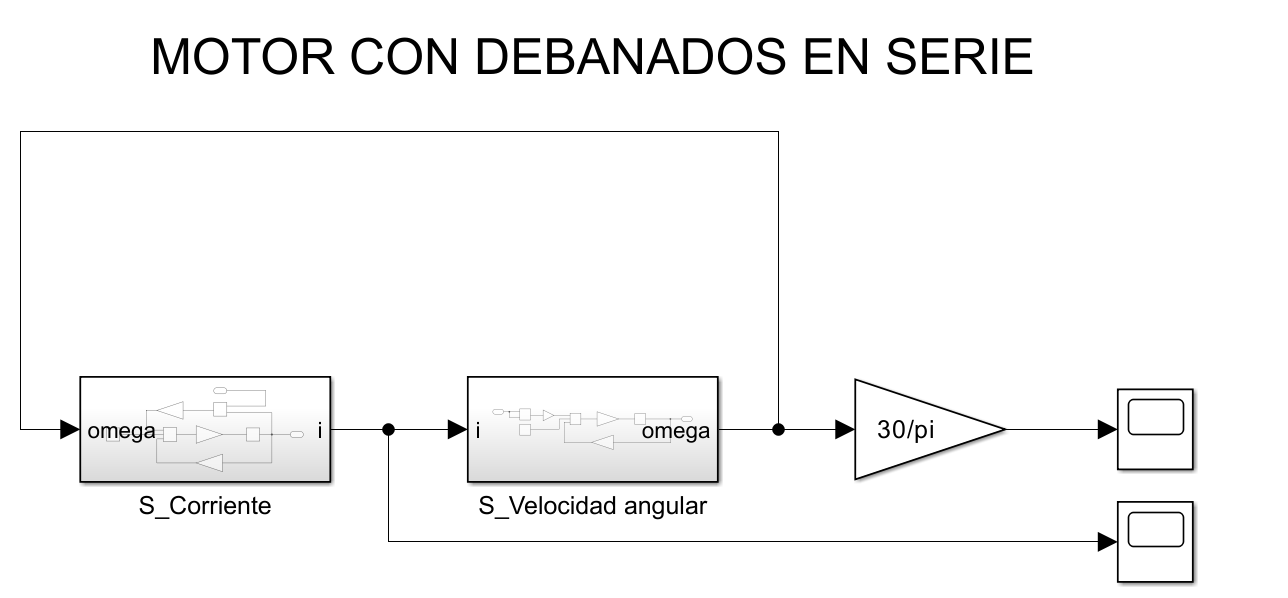 MOTOR CON DEBANADOS EN SERIE
omega
i
S_Corriente
i
omega
S_Velocidad angular
30/pi